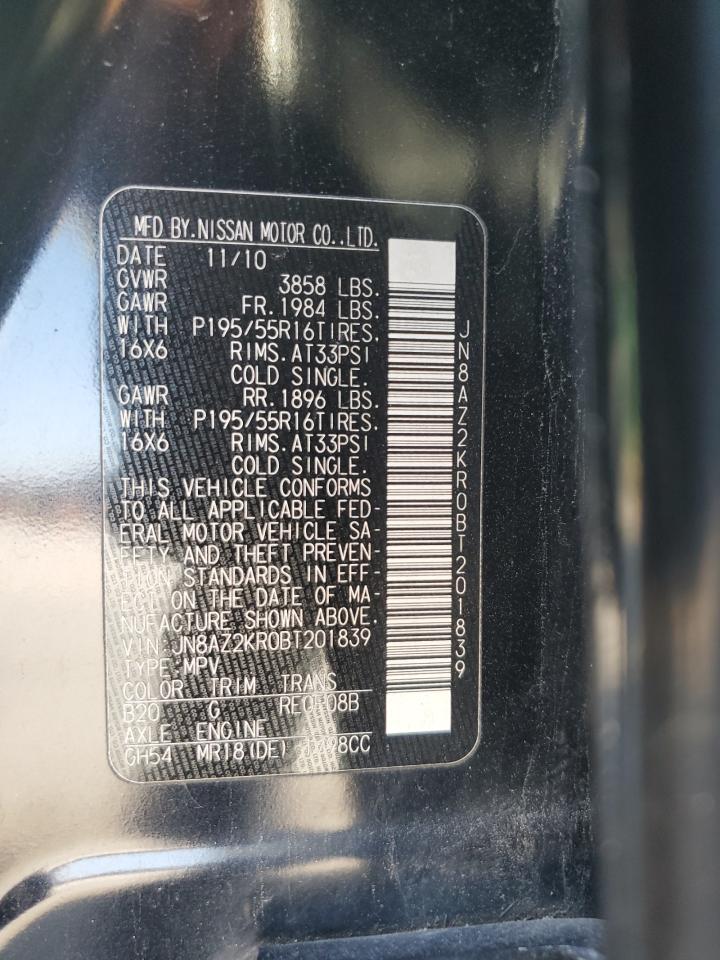 MFD BY.NISSAN MOTOR CO.,LTD.
DATE 11/10
GVWR 3858 LBS.
GAWR FR.1984 LBS.
WITH P195/55R16TIRES.
16X6 RIMS.AT33PSI
COLD SINGLE.
GAWR RR.1896 LBS.
WITH P195/55R16TIRES.
16X6 RIMS.AT33PSI
COLD SINGLE.
THIS VEHICLE CONFORMS
TO ALL APPLICABLE FED-
ERAL MOTOR VEHICLE SA-
FETY AND THEFT PREVEN-
TION STANDARDS IN EFF-
ECT ON THE DATE OF MA-
NUFACTURE SHOWN ABOVE.
VIN:JN8AZ2KR0BT201839
TYPE:MPV
COLOR TRIM TRANS
B20 G RE0F08B
AXLE ENGINE
GH54 MR18(DE)
JN8AZ2KR0BT201839